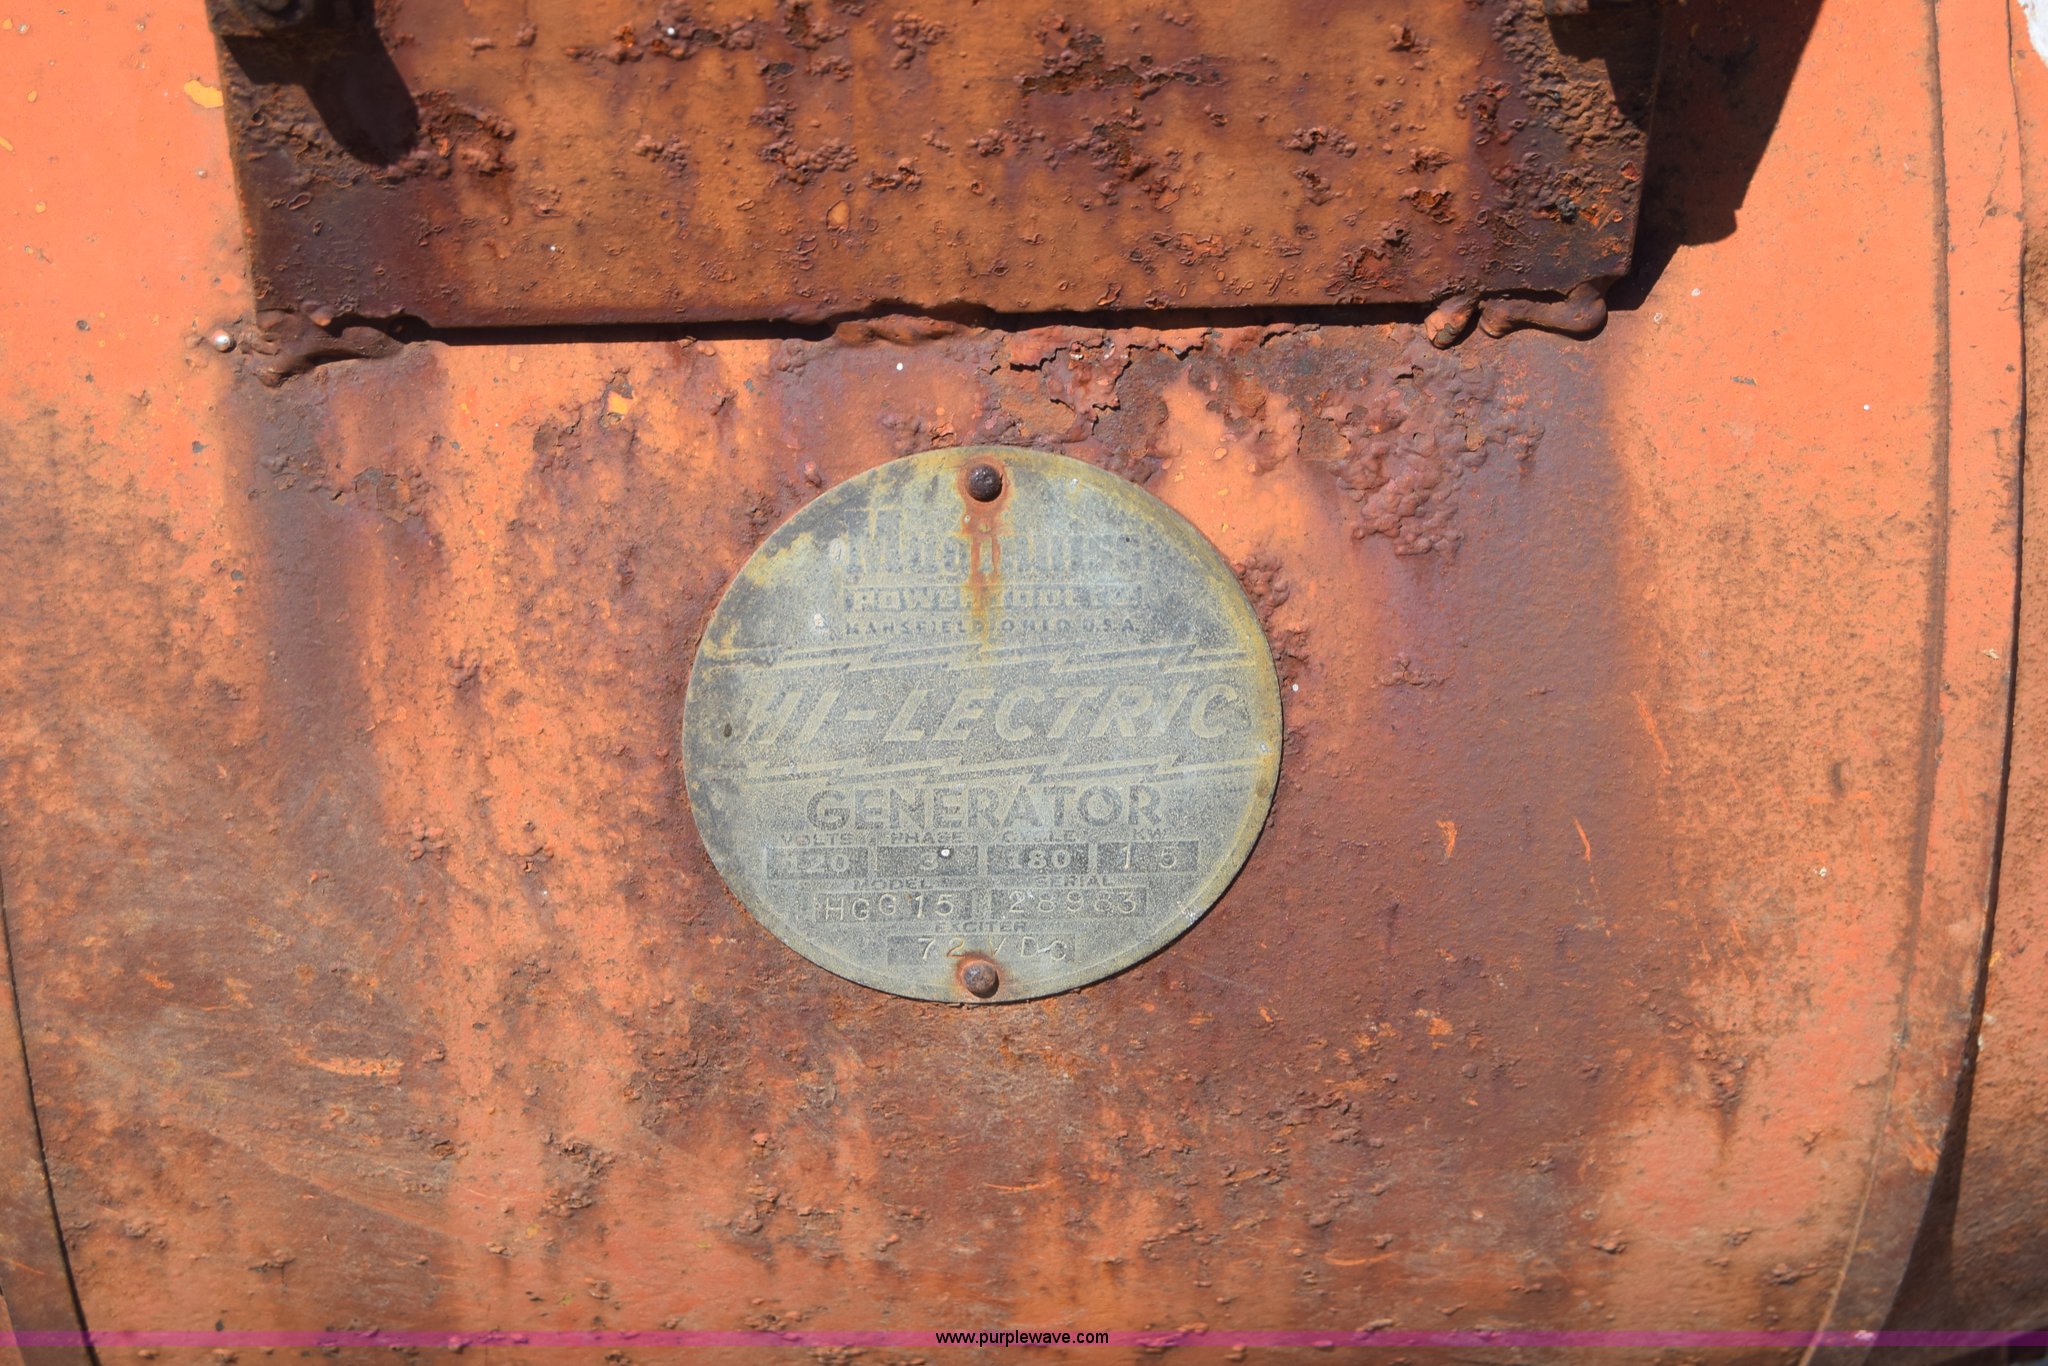 MANSFIELD, OHIO U.S.A.
HI-LECTRIC
GENERATOR
VOLTS PHASE CYCLE KW
120 3 180 15
MODEL SERIAL
HGG15 28983
EXCITER
72 VDC
www.purplewave.com